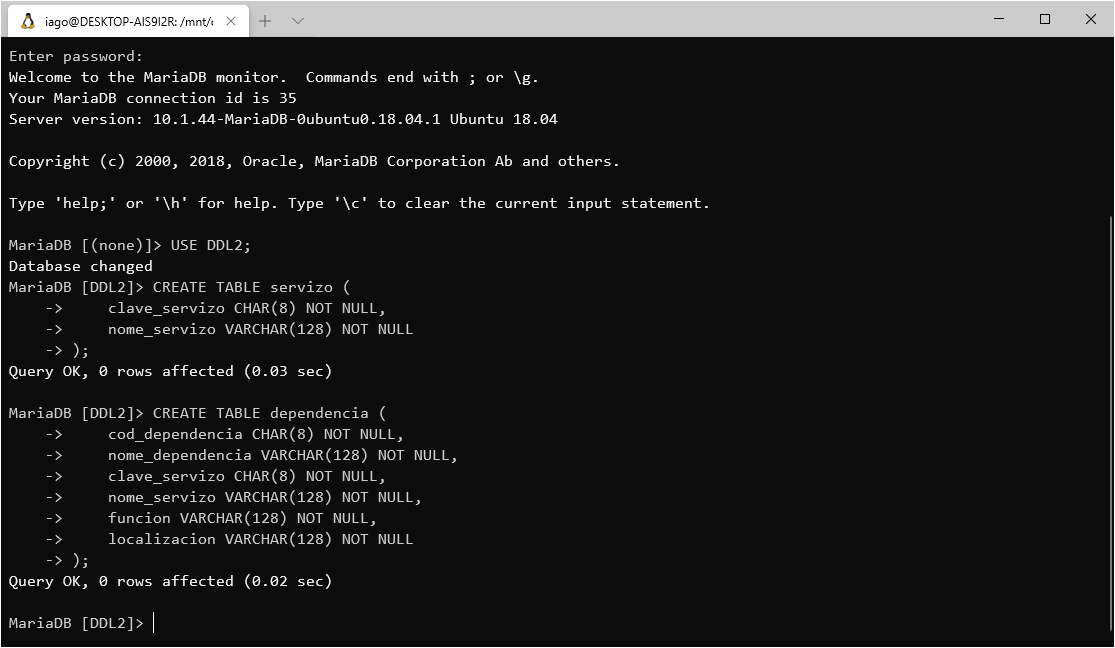 iago@DESKTOP-AIS9I2R: /mnt/
Enter password:
Welcome to the MariaDB monitor.  Commands end with ; or \g.
Your MariaDB connection id is 35
Server version: 10.1.44-MariaDB-0ubuntu0.18.04.1 Ubuntu 18.04

Copyright (c) 2000, 2018, Oracle, MariaDB Corporation Ab and others.

Type 'help;' or '\h' for help. Type '\c' to clear the current input statement.

MariaDB [(none)]> USE DDL2;
Database changed
MariaDB [DDL2]> CREATE TABLE servizo (
    ->     clave_servizo CHAR(8) NOT NULL,
    ->     nome_servizo VARCHAR(128) NOT NULL
    -> );
Query OK, 0 rows affected (0.03 sec)

MariaDB [DDL2]> CREATE TABLE dependencia (
    ->     cod_dependencia CHAR(8) NOT NULL,
    ->     nome_dependencia VARCHAR(128) NOT NULL,
    ->     clave_servizo CHAR(8) NOT NULL,
    ->     nome_servizo VARCHAR(128) NOT NULL,
    ->     funcion VARCHAR(128) NOT NULL,
    ->     localizacion VARCHAR(128) NOT NULL
    -> );
Query OK, 0 rows affected (0.02 sec)

MariaDB [DDL2]>